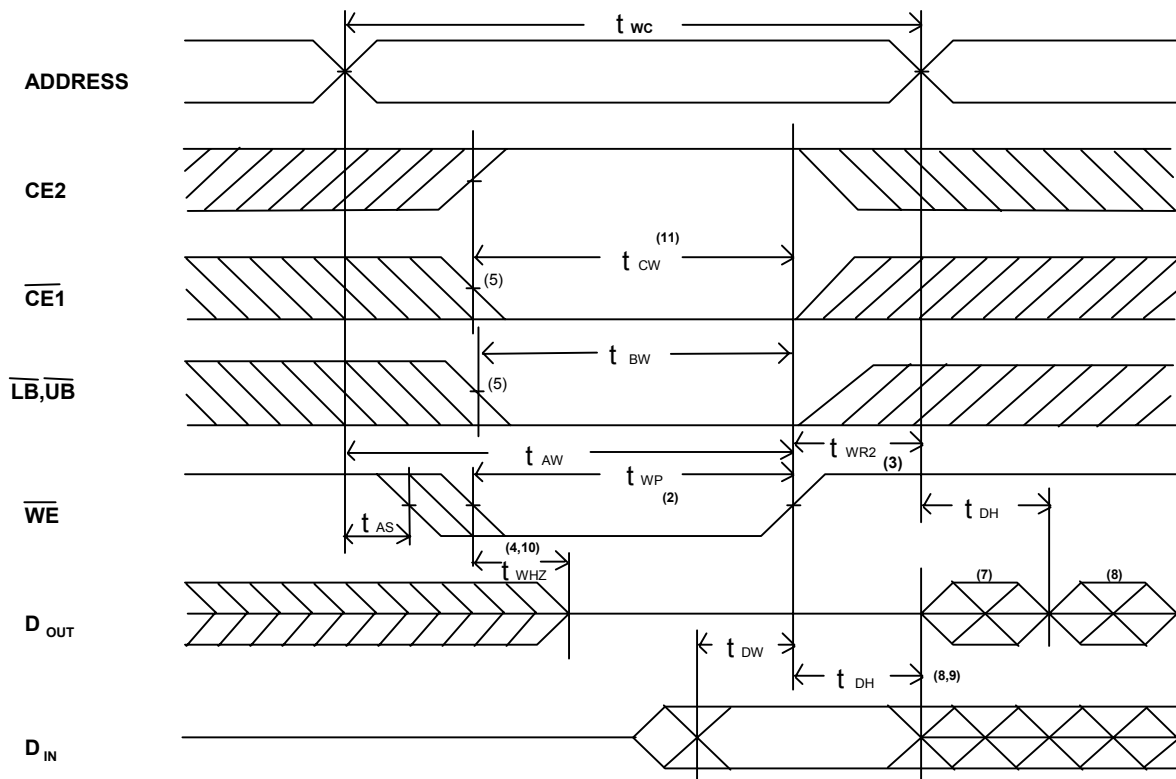 t WC
ADDRESS
CE2
(11)
t CW
CE1
(5)
t BW
LB,UB
(5)
t AW
t WR2
t WP
(3)
(2)
WE
t AS
t DH
(4,10)
t WHZ
(7)
(8)
D OUT
t DW
t DH
(8,9)
D IN